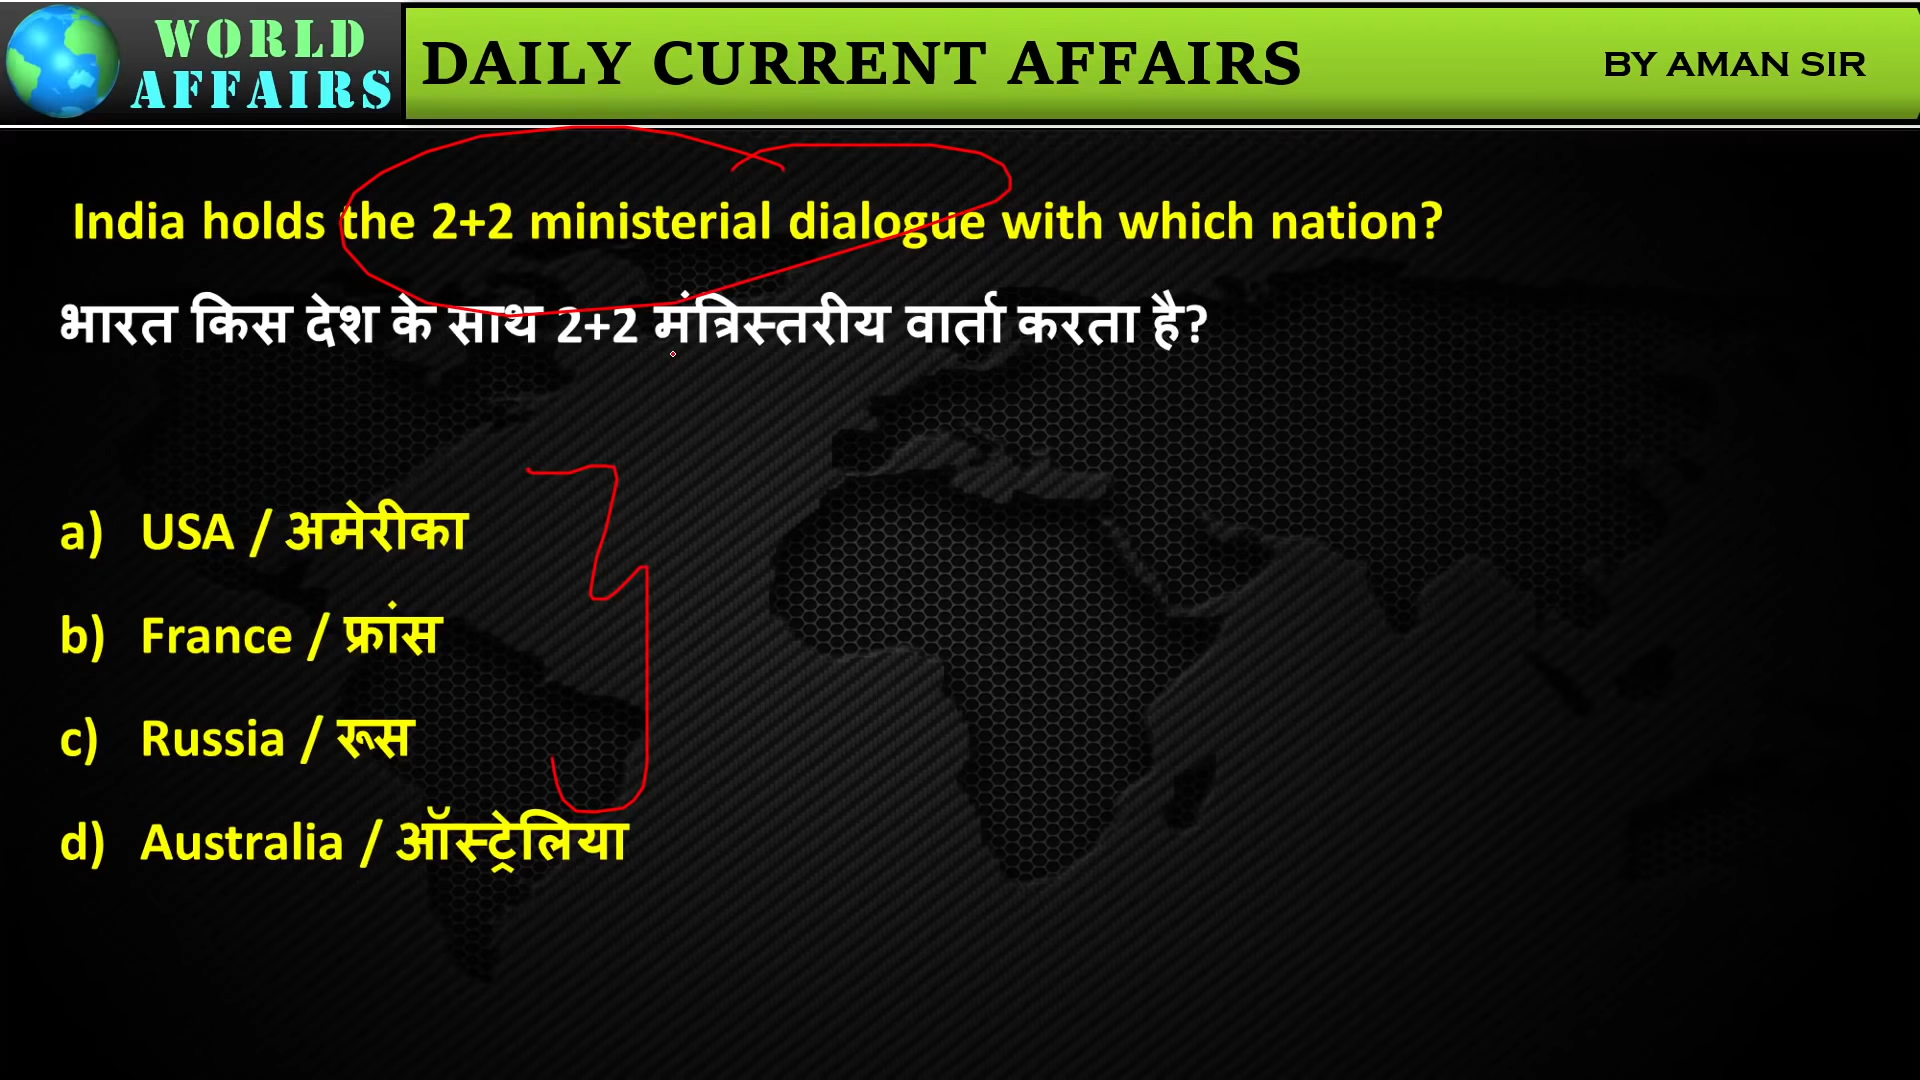 WORLD
AFFAIRS
DAILY CURRENT AFFAIRS
BY AMAN SIR
India holds the 2+2 ministerial dialogue with which nation?
भारत किस देश के साथ 2+2 मंत्रिस्तरीय वार्ता करता है?
a) USA / अमेरीका
b) France / फ्रांस
c) Russia / रूस
d) Australia / ऑस्ट्रेलिया